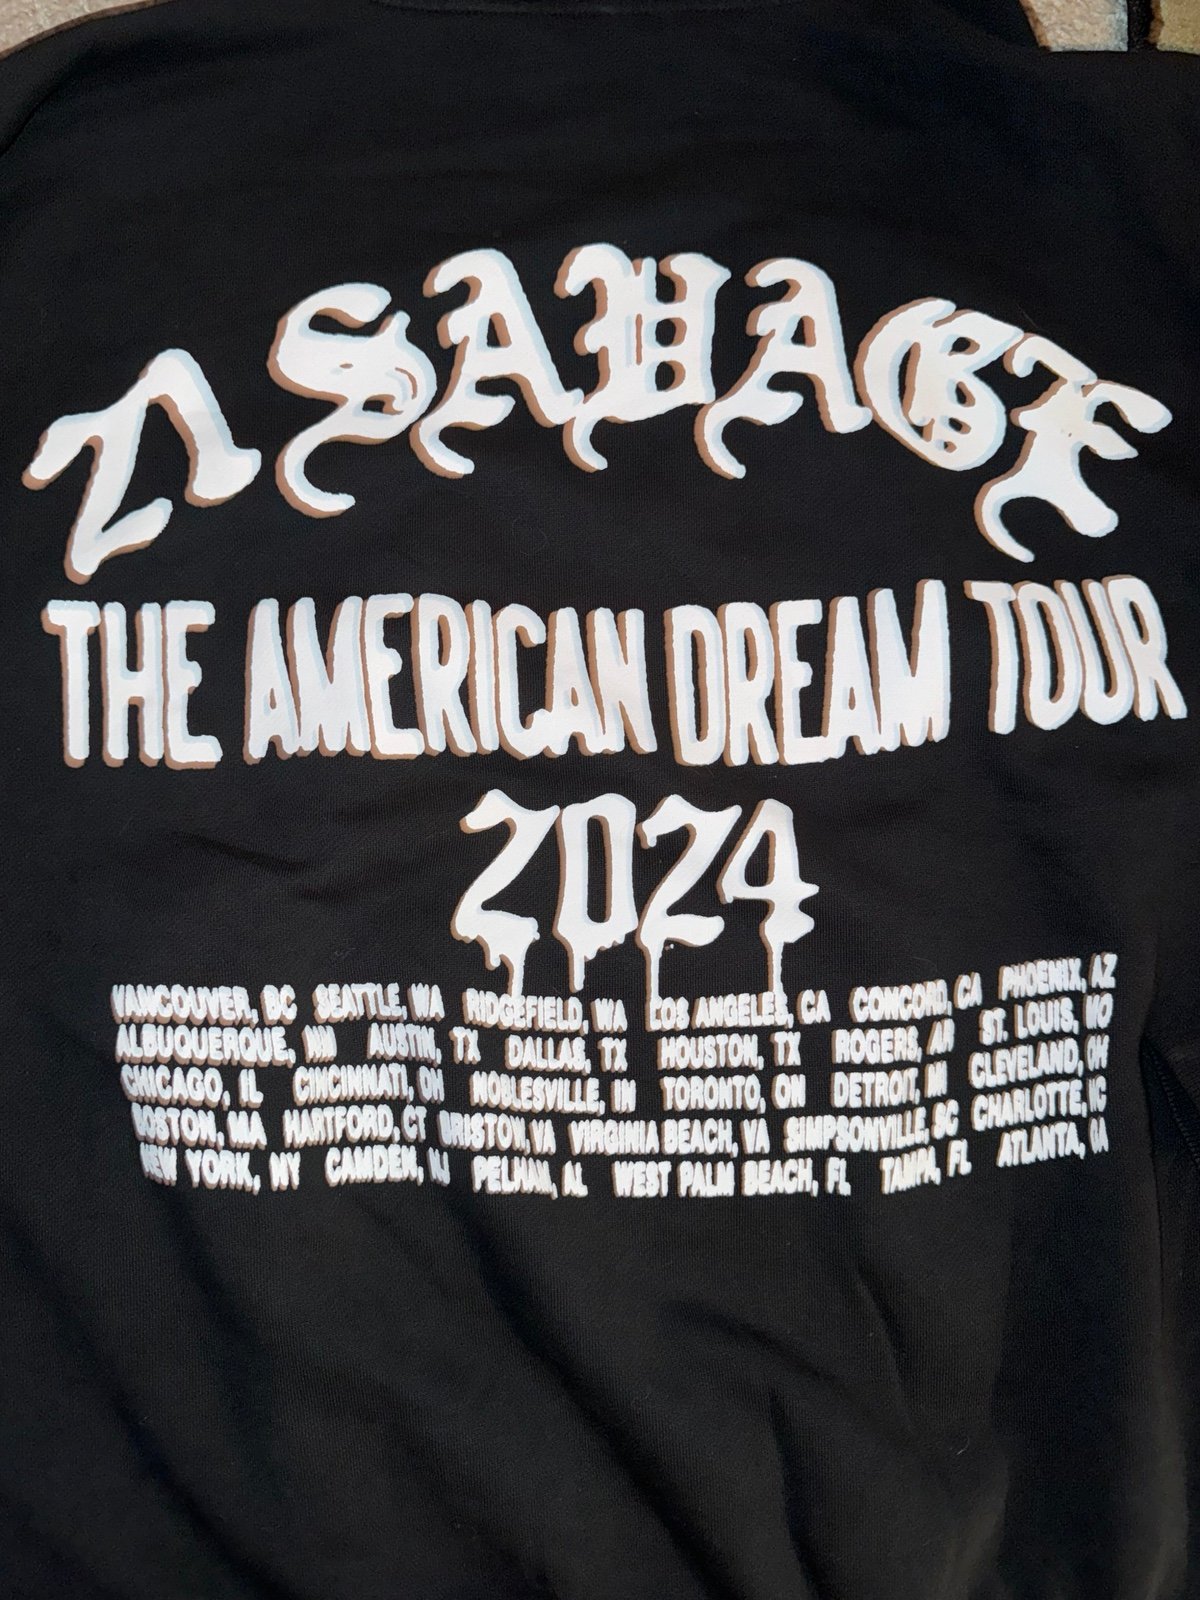 21 SAVAGE
THE AMERICAN DREAM TOUR
2024
VANCOUVER, BC SEATTLE, WA RIDGEFIELD, WA LOS ANGELES, CA CONCORD, CA PHOENIX, AZ
ALBUQUERQUE, NM AUSTIN, TX DALLAS, TX HOUSTON, TX ROGERS, AR ST. LOUIS, MO
CHICAGO, IL CINCINNATI, OH NOBLESVILLE, IN TORONTO, ON DETROIT, MI CLEVELAND, OH
BOSTON, MA HARTFORD, CT BRISTON, VA VIRGINIA BEACH, VA SIMPSONVILLE, SC CHARLOTTE, NC
NEW YORK, NY CAMDEN, NJ PELHAM, AL WEST PALM BEACH, FL TAMPA, FL ATLANTA, GA